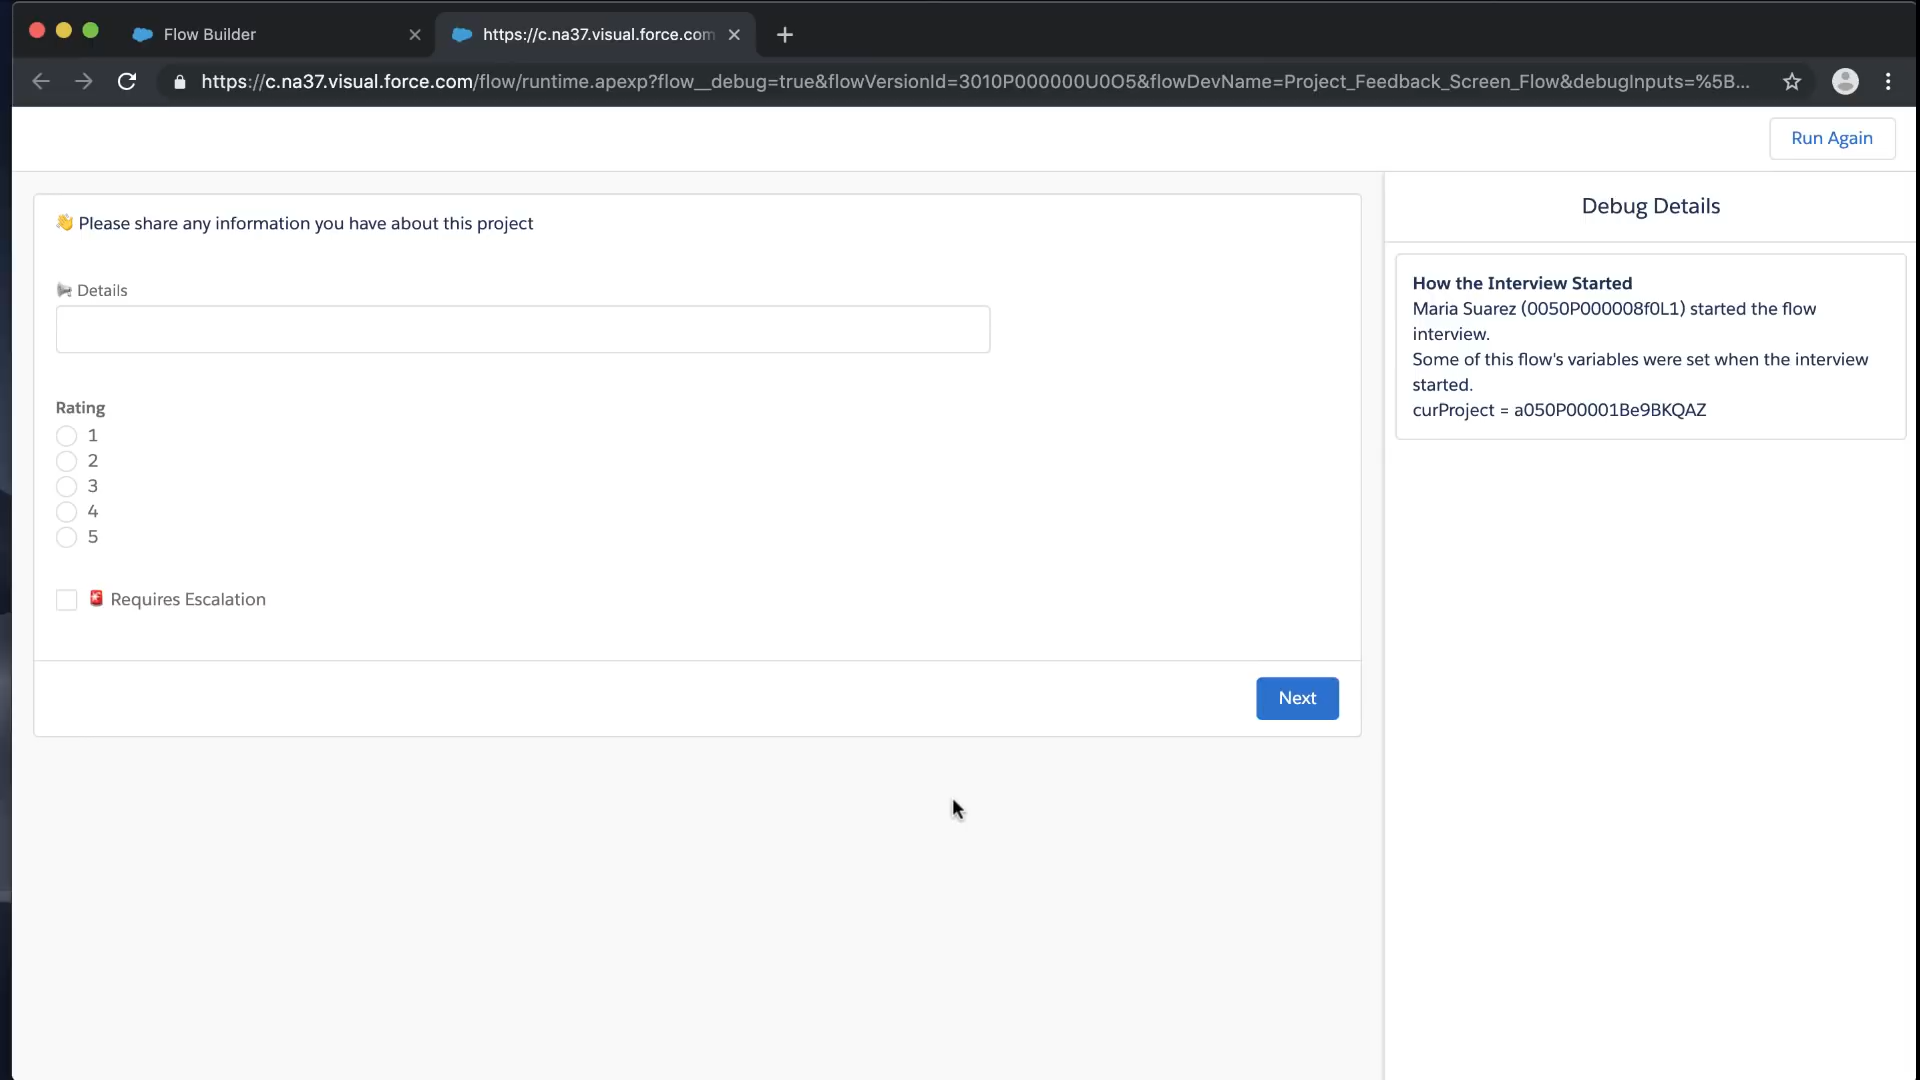 Flow Builder
https://c.na37.visual.force.com
https://c.na37.visual.force.com/flow/runtime.apexp?flow__debug=true&flowVersionId=3010P000000U0O5&flowDevName=Project_Feedback_Screen_Flow&debugInputs=%5B...
Run Again
👋 Please share any information you have about this project
Details
Rating
1
2
3
4
5
🚨 Requires Escalation
Next
Debug Details
How the Interview Started
Maria Suarez (0050P000008f0L1) started the flow
interview.
Some of this flow's variables were set when the interview
started.
curProject = a050P00001Be9BKQAZ